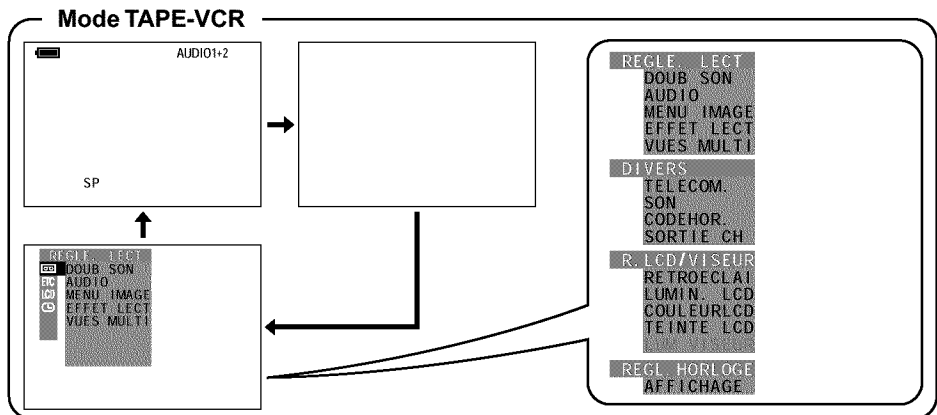 Mode TAPE-VCR
AUDIO1+2
SP
REGLE. LECT
DOUB SON
ETC AUDIO
LCD MENU IMAGE
EFFET LECT
VUES MULTI
REGLE. LECT
DOUB SON
AUDIO
MENU IMAGE
EFFET LECT
VUES MULTI
DIVERS
TELECOM.
SON
CODEHOR.
SORTIE CH
R.LCD/VISEUR
RETROECLAI
LUMIN. LCD
COULEURLCD
TEINTE LCD
REGL HORLOGE
AFFICHAGE